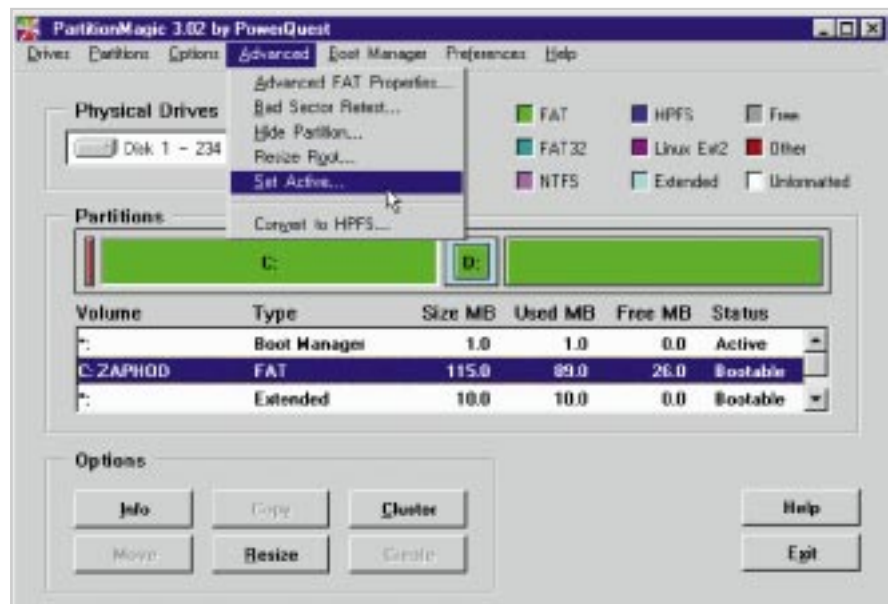 PartitionMagic 3.02 by PowerQuest
Drives Partitions Options Advanced Boot Manager Preferences Help
Advanced FAT Properties...
Bad Sector Retest...
Hide Partition...
Resize Root...
Set Active...
Convert to HPFS...
Physical Drives
Disk 1 - 234
FAT HPFS Free
FAT32 Linux Ext2 Other
NTFS Extended Unformatted
Partitions
C: D:
Volume Type Size MB Used MB Free MB Status
*: Boot Manager 1.0 1.0 0.0 Active
C: ZAPHOD FAT 115.0 89.0 26.0 Bootable
*: Extended 10.0 10.0 0.0 Bootable
Options
Info Copy Cluster Help
Move Resize Create Exit